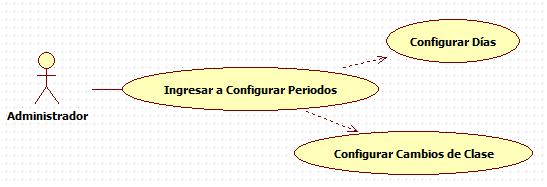 Configurar Días
Ingresar a Configurar Periodos
Administrador
Configurar Cambios de Clase